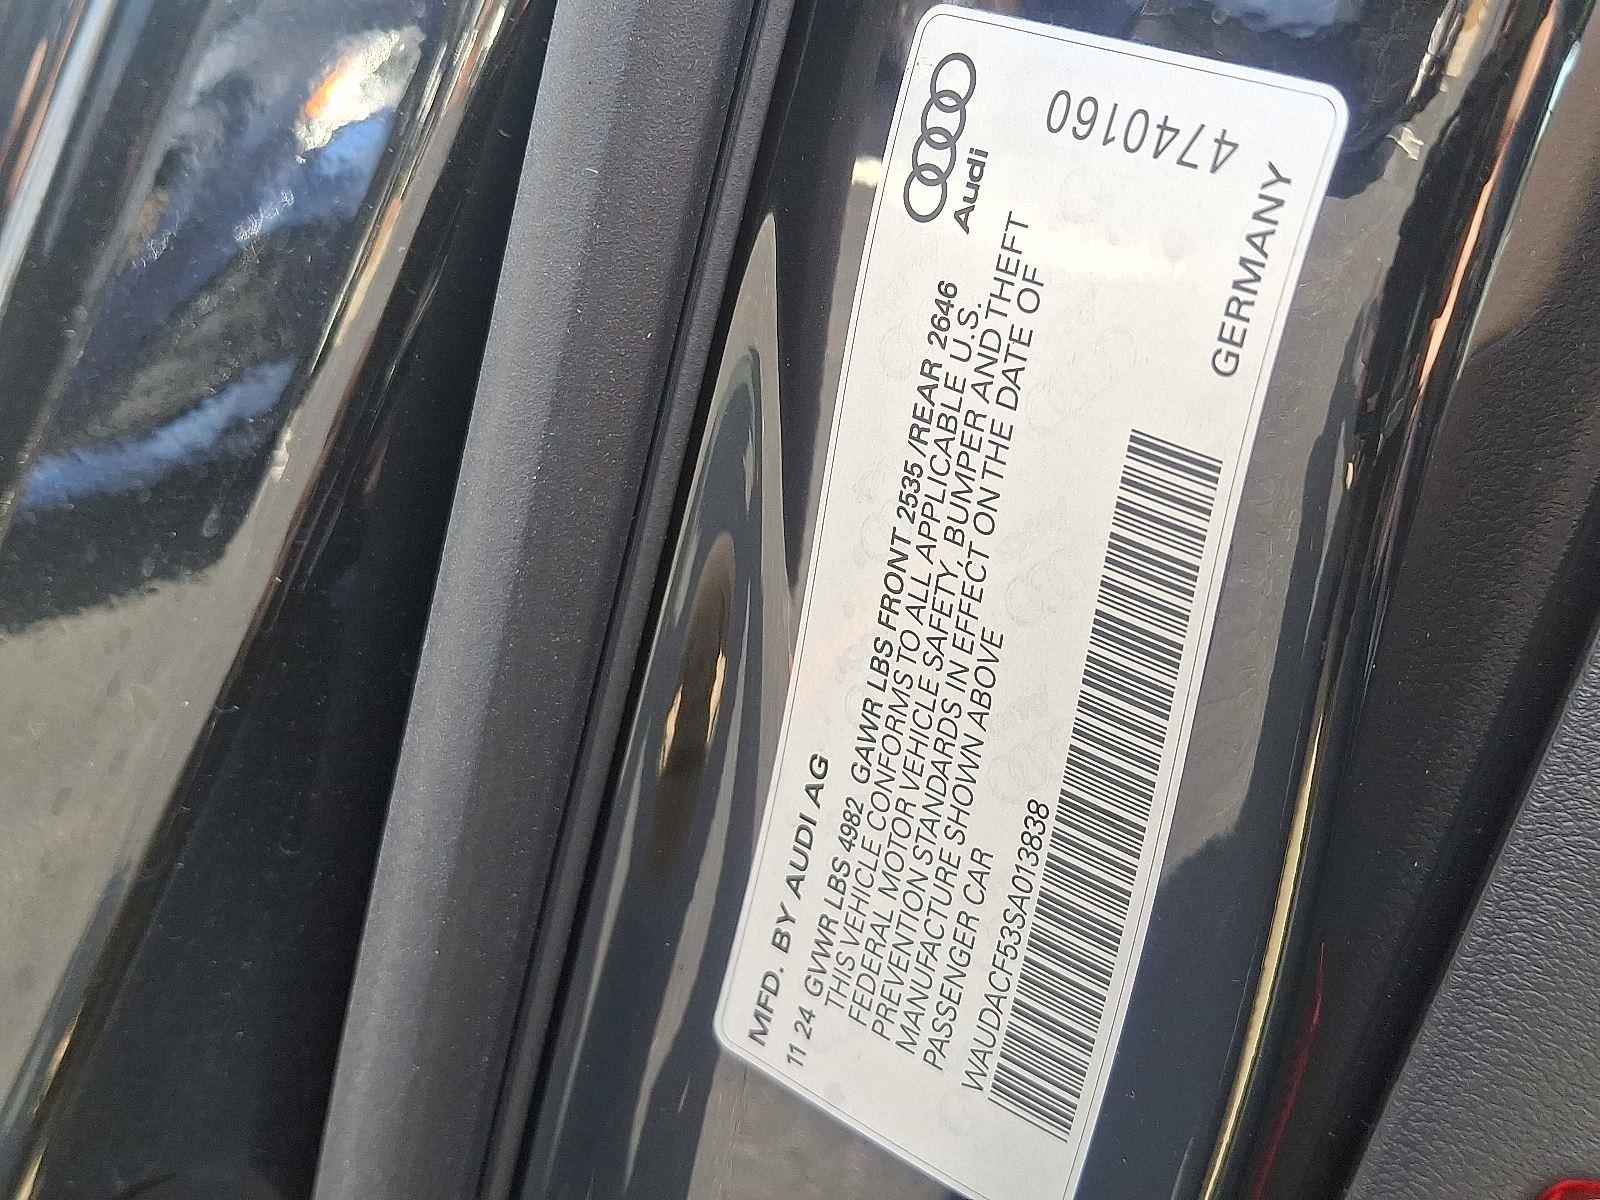 MFD. BY AUDI AG
Audi
11 24 GVWR LBS 4982 GAWR LBS FRONT 2535 /REAR 2646
THIS VEHICLE CONFORMS TO ALL APPLICABLE U.S.
FEDERAL MOTOR VEHICLE SAFETY, BUMPER AND THEFT
PREVENTION STANDARDS IN EFFECT ON THE DATE OF
MANUFACTURE SHOWN ABOVE
PASSENGER CAR
WAUDACF53SA013838
4740160
GERMANY